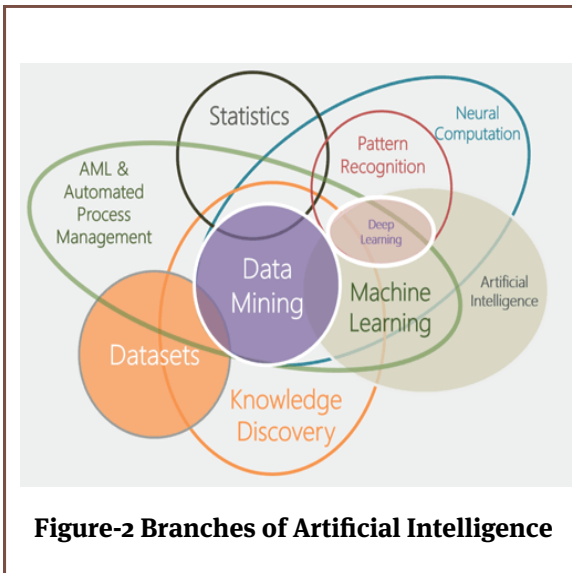 Statistics
Neural
Computation
Pattern
Recognition
AML &
Automated
Process
Management
Deep
Learning
Data
Mining
Machine
Learning
Artificial
Intelligence
Datasets
Knowledge
Discovery
Figure-2 Branches of Artificial Intelligence